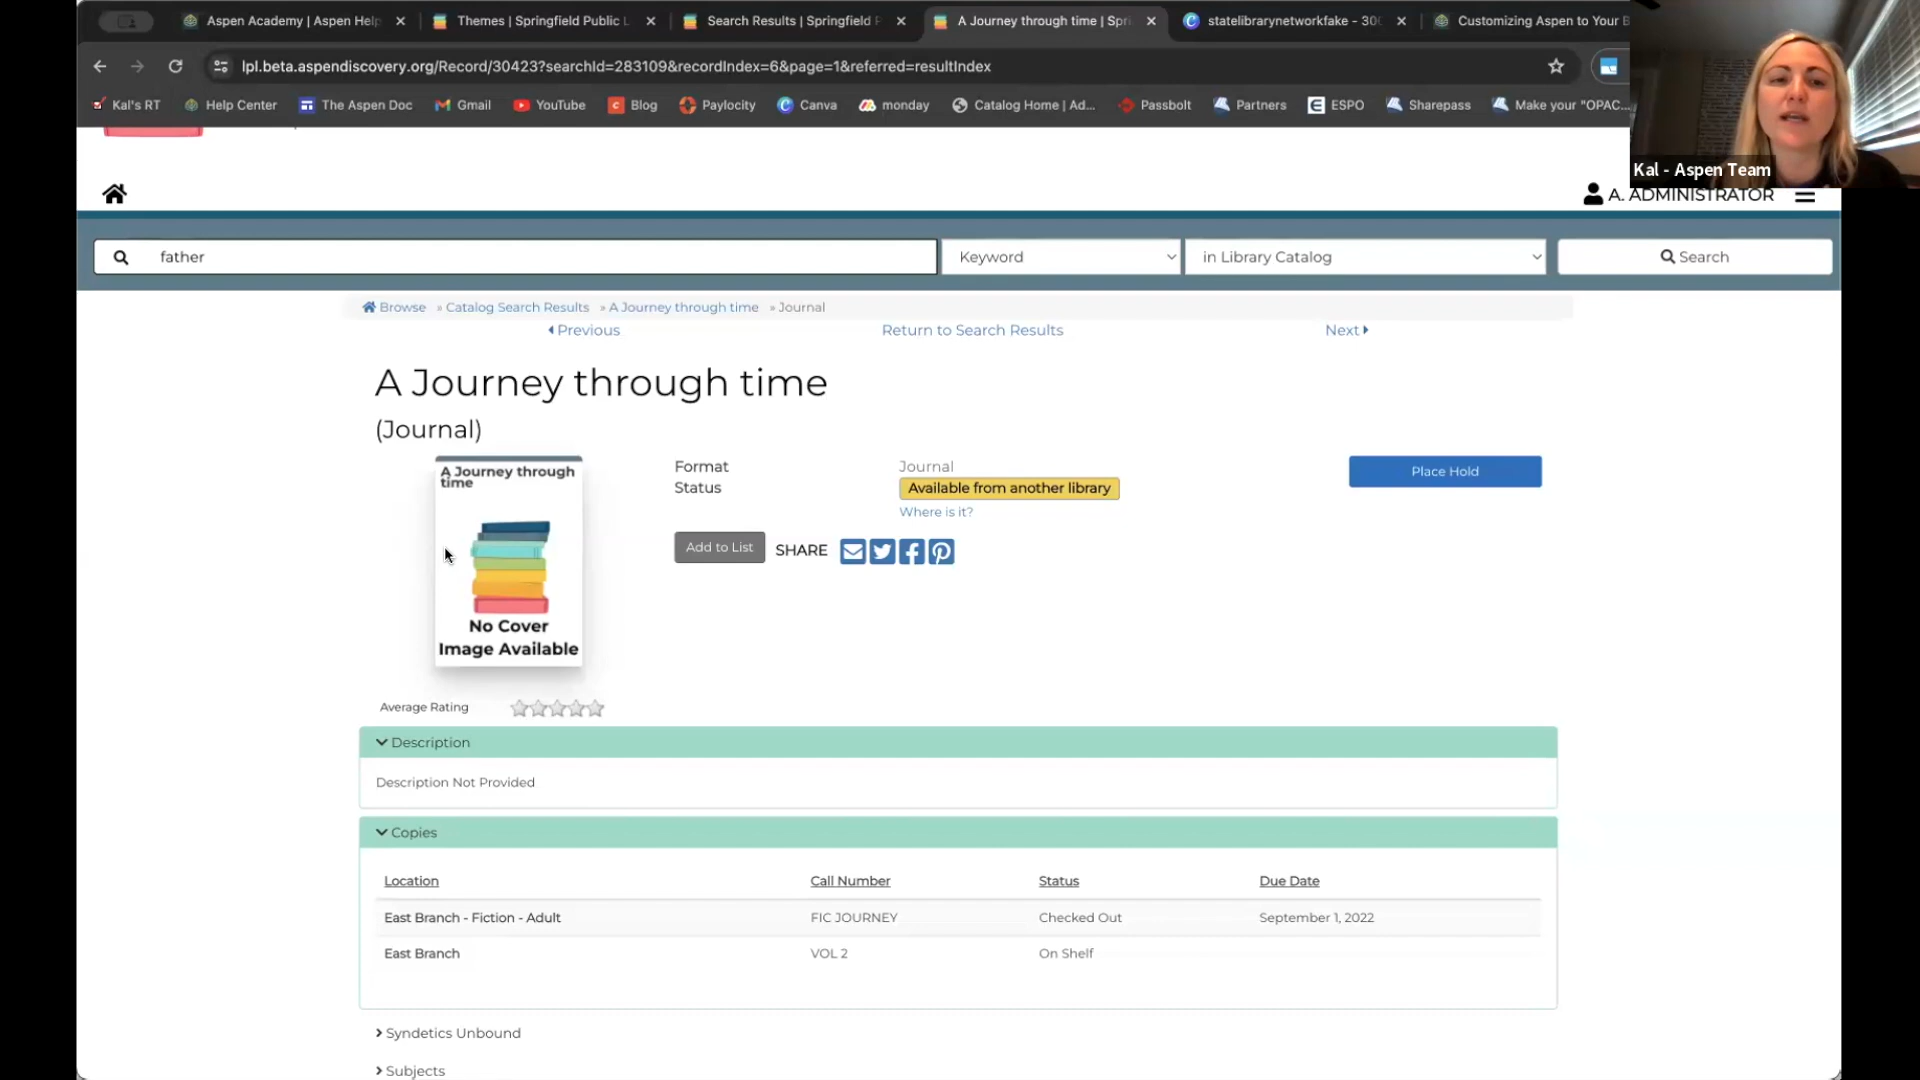 Aspen Academy | Aspen Help
Themes | Springfield Public L
Search Results | Springfield P
A Journey through time | Spri
statelibrarynetworkfake - 30
Customizing Aspen to Your B
lpl.beta.aspendiscovery.org/Record/30423?searchId=283109&recordIndex=6&page=1&referred=resultIndex
Kal's RT
Help Center
The Aspen Doc
Gmail
YouTube
Blog
Paylocity
Canva
monday
Catalog Home | Ad...
Passbolt
Partners
ESPO
Sharepass
Make your "OPAC...
Kal - Aspen Team
A. ADMINISTRATOR
father
Keyword
in Library Catalog
Search
Browse » Catalog Search Results » A Journey through time » Journal
Previous
Return to Search Results
Next
A Journey through time
(Journal)
A Journey through
time
No Cover
Image Available
Format
Journal
Status
Available from another library
Where is it?
Place Hold
Add to List
SHARE
Average Rating
Description
Description Not Provided
Copies
Location Call Number Status Due Date
East Branch - Fiction - Adult FIC JOURNEY Checked Out September 1, 2022
East Branch VOL 2 On Shelf
Syndetics Unbound
Subjects